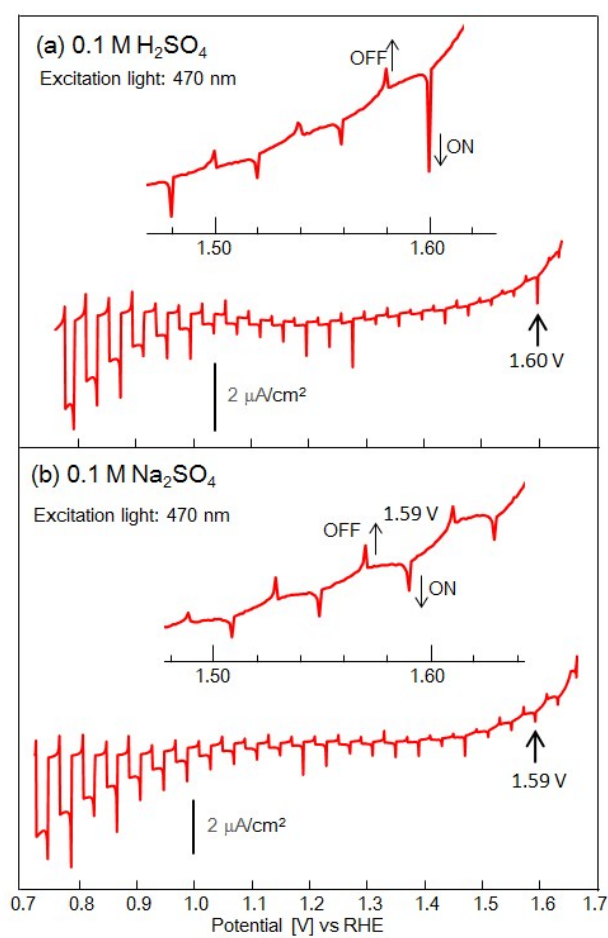 (a) 0.1 M H₂SO₄
Excitation light: 470 nm
OFF
ON
1.50 1.60
1.60 V
2 μA/cm²
(b) 0.1 M Na₂SO₄
Excitation light: 470 nm
OFF 1.59 V
ON
1.50 1.60
1.59 V
2 μA/cm²
0.7 0.8 0.9 1.0 1.1 1.2 1.3 1.4 1.5 1.6 1.7
Potential [V] vs RHE